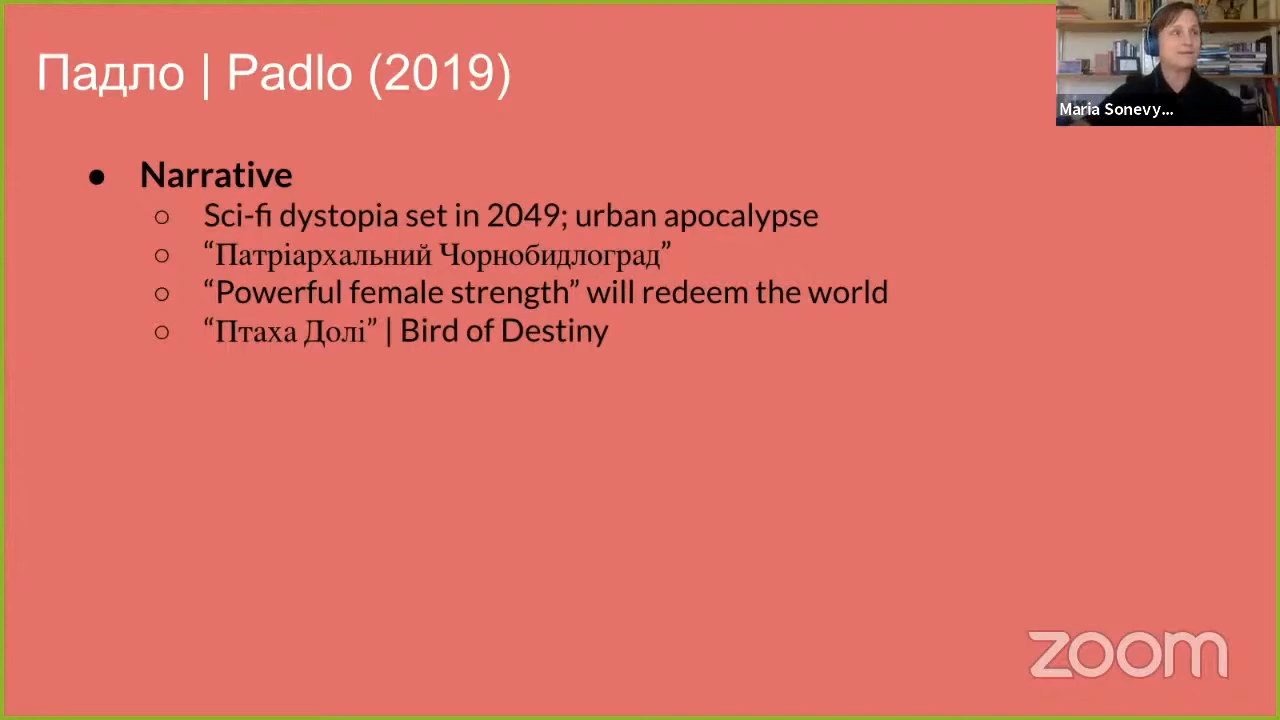 Падло | Padlo (2019)
Maria Sonevy...
● Narrative
○ Sci-fi dystopia set in 2049; urban apocalypse
○ “Патріархальний Чорнобидлоград”
○ “Powerful female strength” will redeem the world
○ “Птаха Долі” | Bird of Destiny
zoom